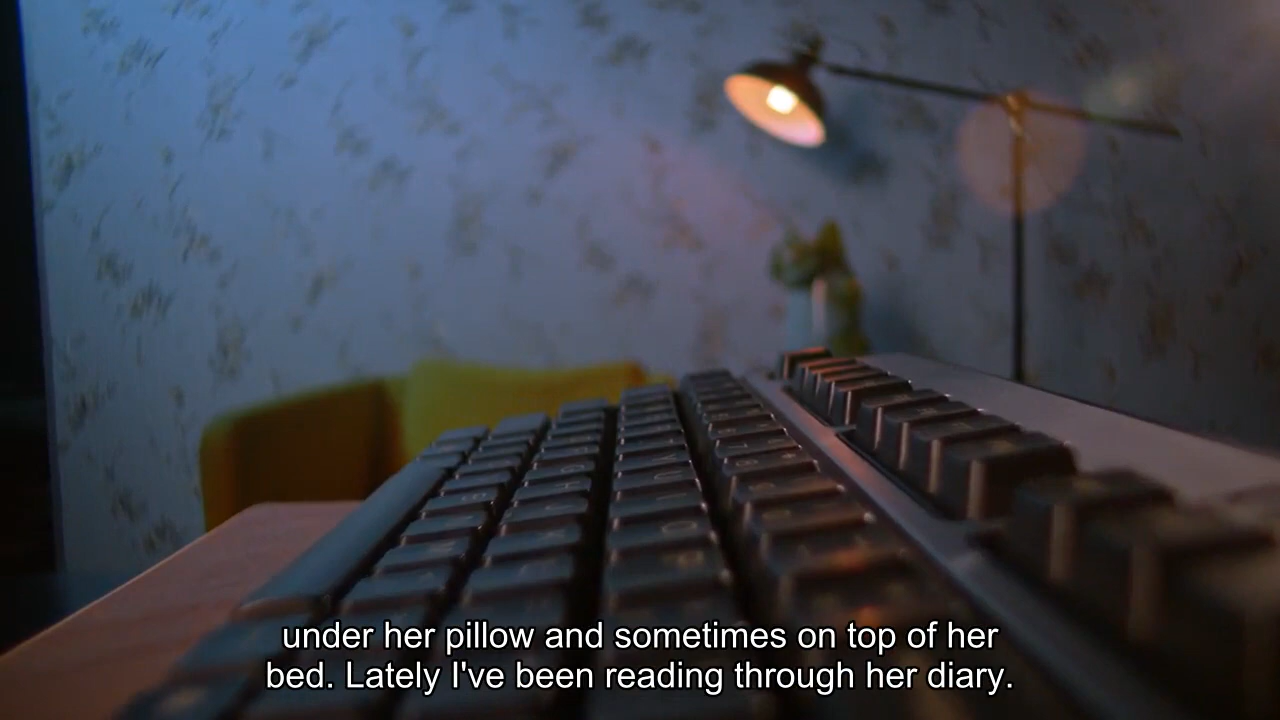 under her pillow and sometimes on top of her
bed. Lately I've been reading through her diary.